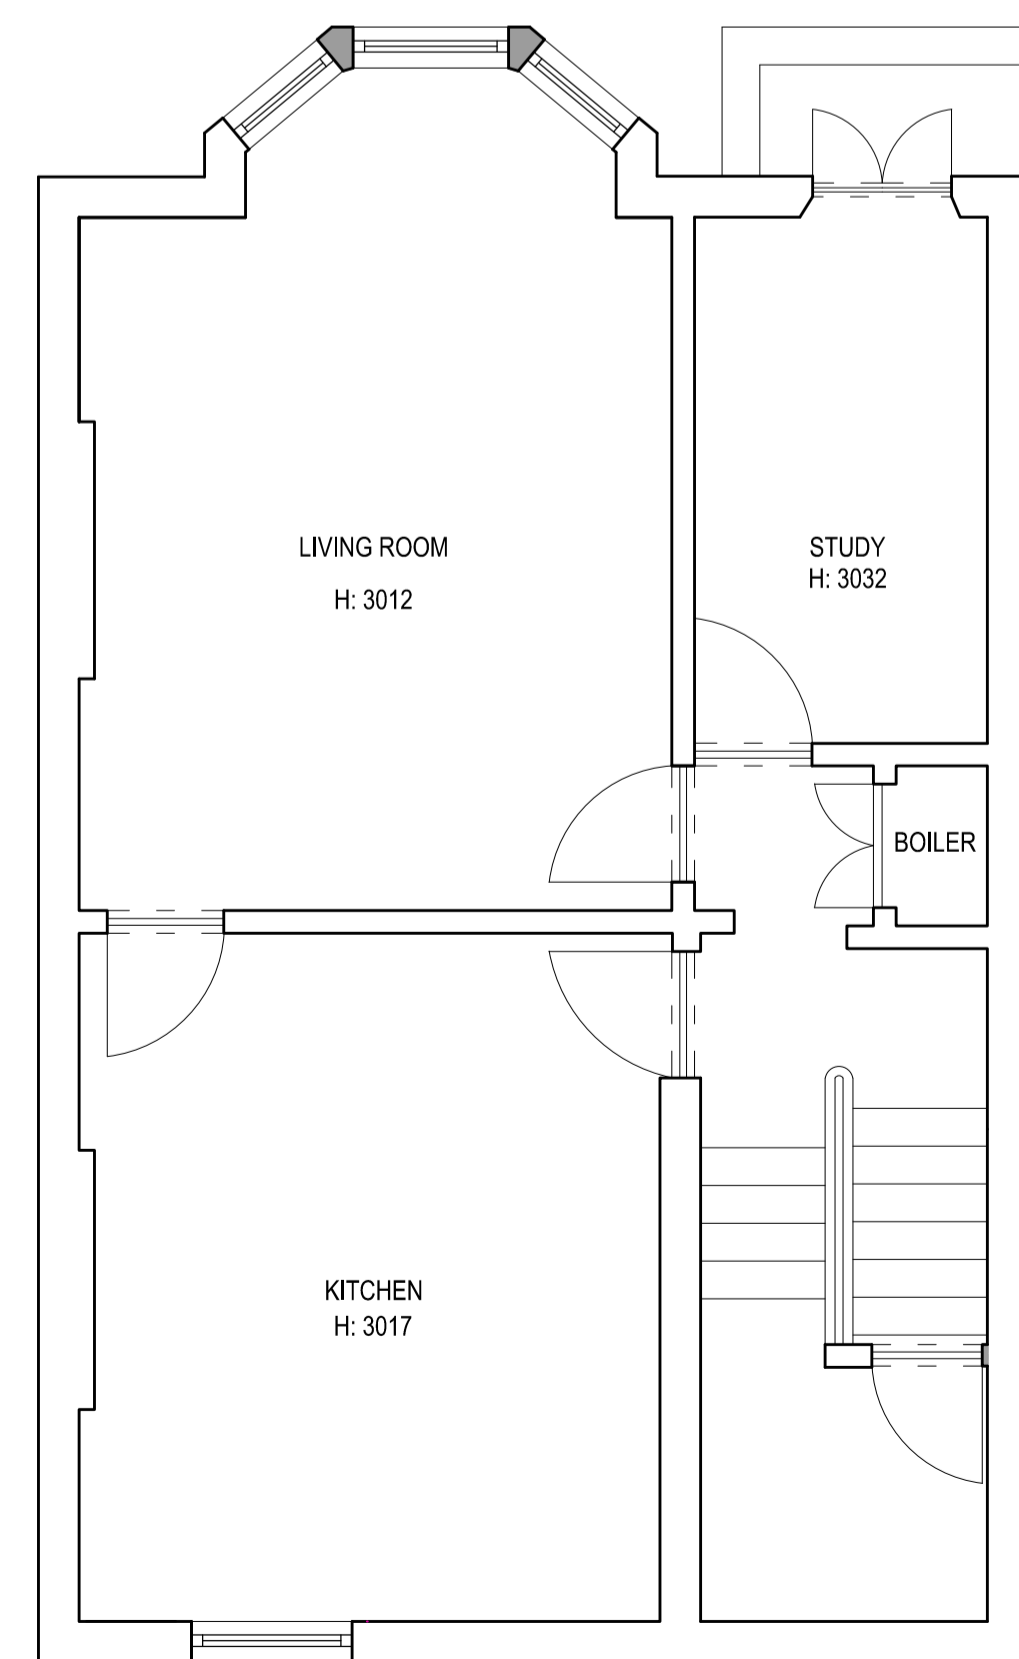 LIVING ROOM
H: 3012
STUDY
H: 3032
BOILER
KITCHEN
H: 3017